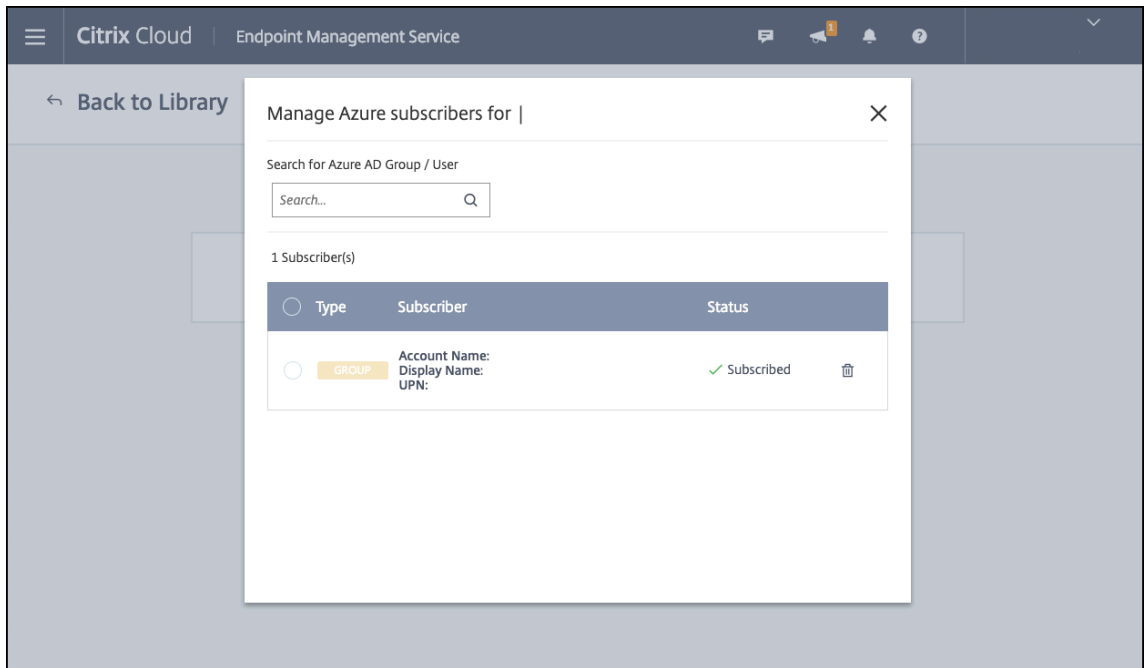 Citrix Cloud
Endpoint Management Service
1
Back to Library
Manage Azure subscribers for |
Search for Azure AD Group / User
Search...
1 Subscriber(s)
Type Subscriber Status
GROUP
Account Name:
Display Name:
UPN:
Subscribed